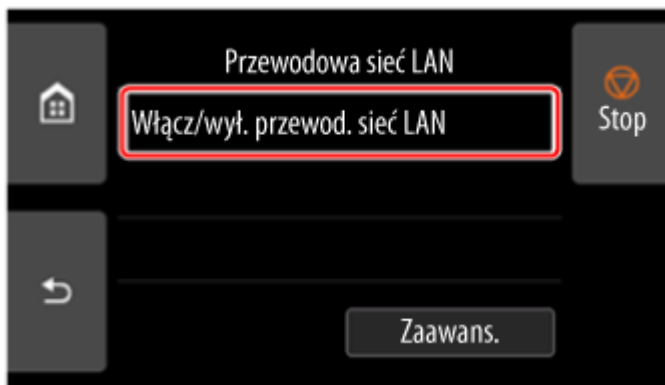 Przewodowa sieć LAN
Włącz/wył. przewod. sieć LAN
Stop
Zaawans.